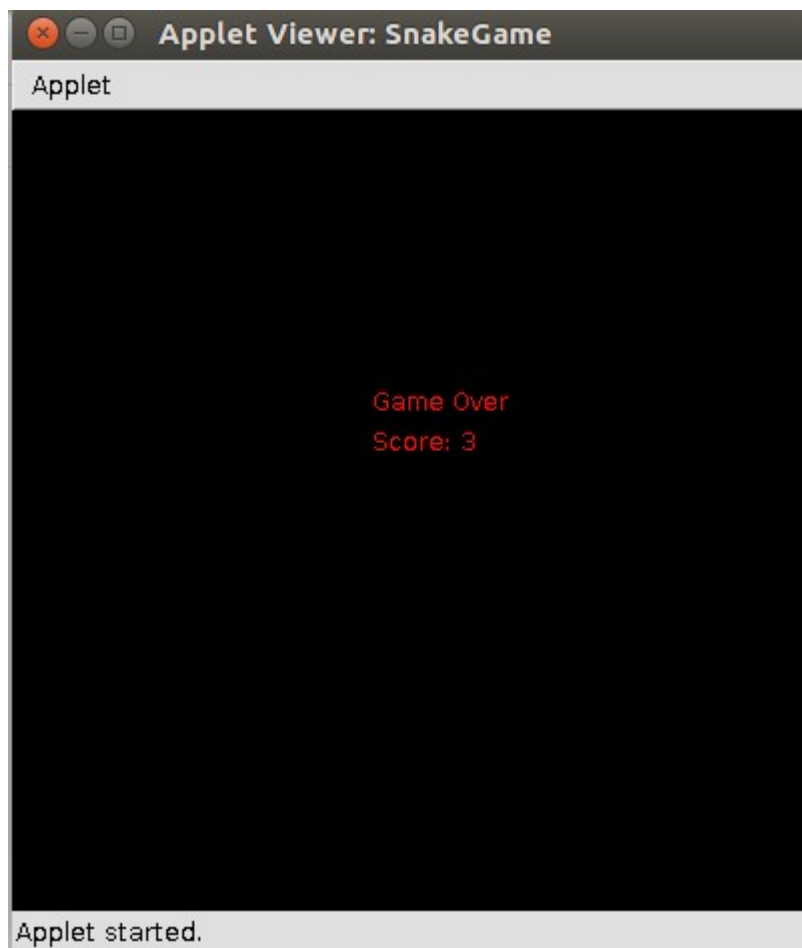 Applet Viewer: SnakeGame
Applet
Game Over
Score: 3
Applet started.